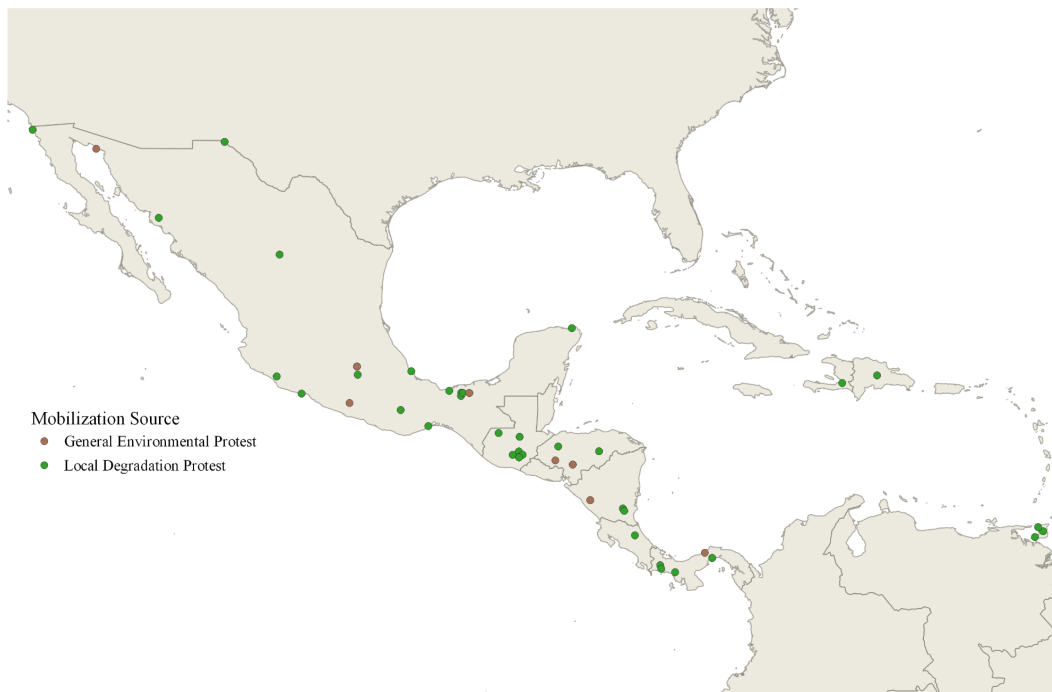 Mobilization Source
General Environmental Protest
Local Degradation Protest